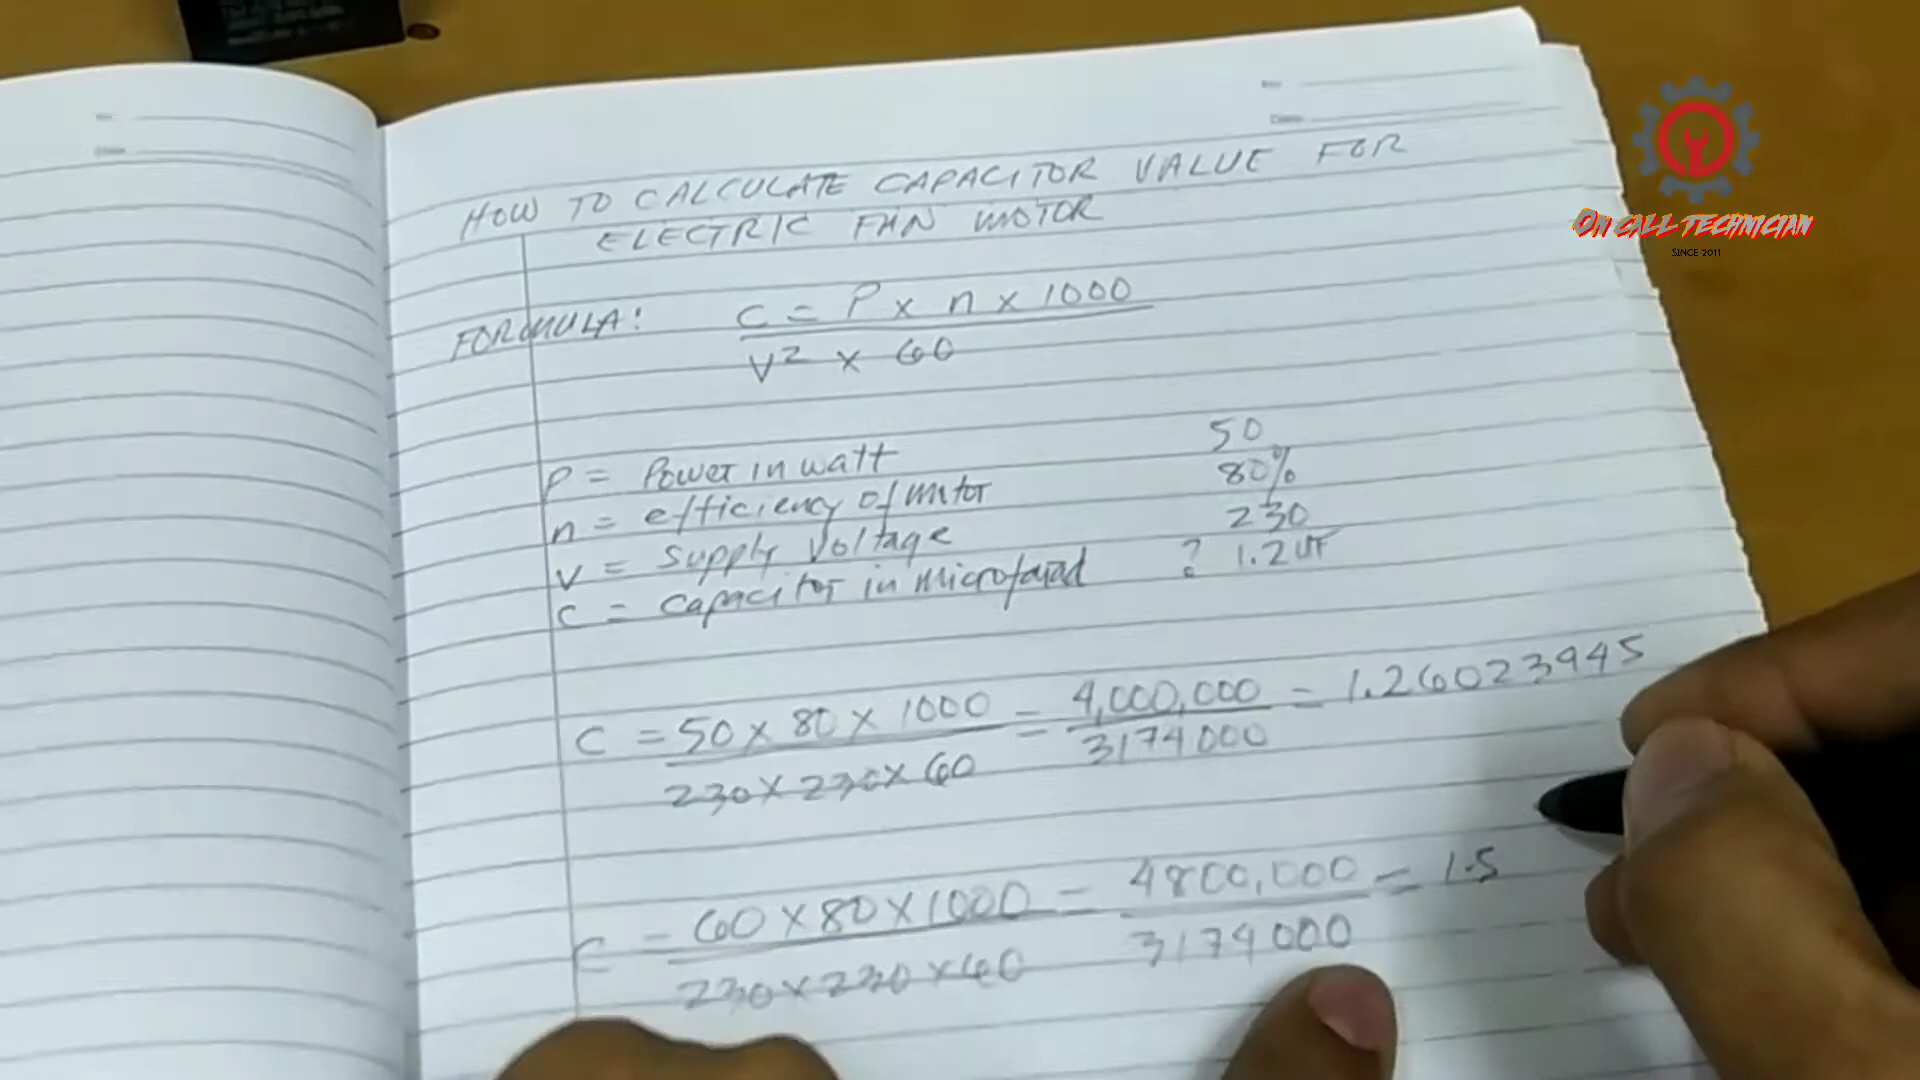 HOW TO CALCULATE CAPACITOR VALUE FOR
ELECTRIC FAN MOTOR
FORMULA: C = P x n x 1000
V² x 60
P = Power in watt 50
n = efficiency of motor 80%
V = supply voltage 230
C = capacitor in microfarad ? 1.2 UF
C = 50 x 80 x 1000 = 4,000,000 = 1.26023945
230 x 230 x 60 3174000
C = 60 x 80 x 1000 = 4800,000 = 1.5
230 x 230 x 60 3174000
ON CALL TECHNICIAN
SINCE 2011